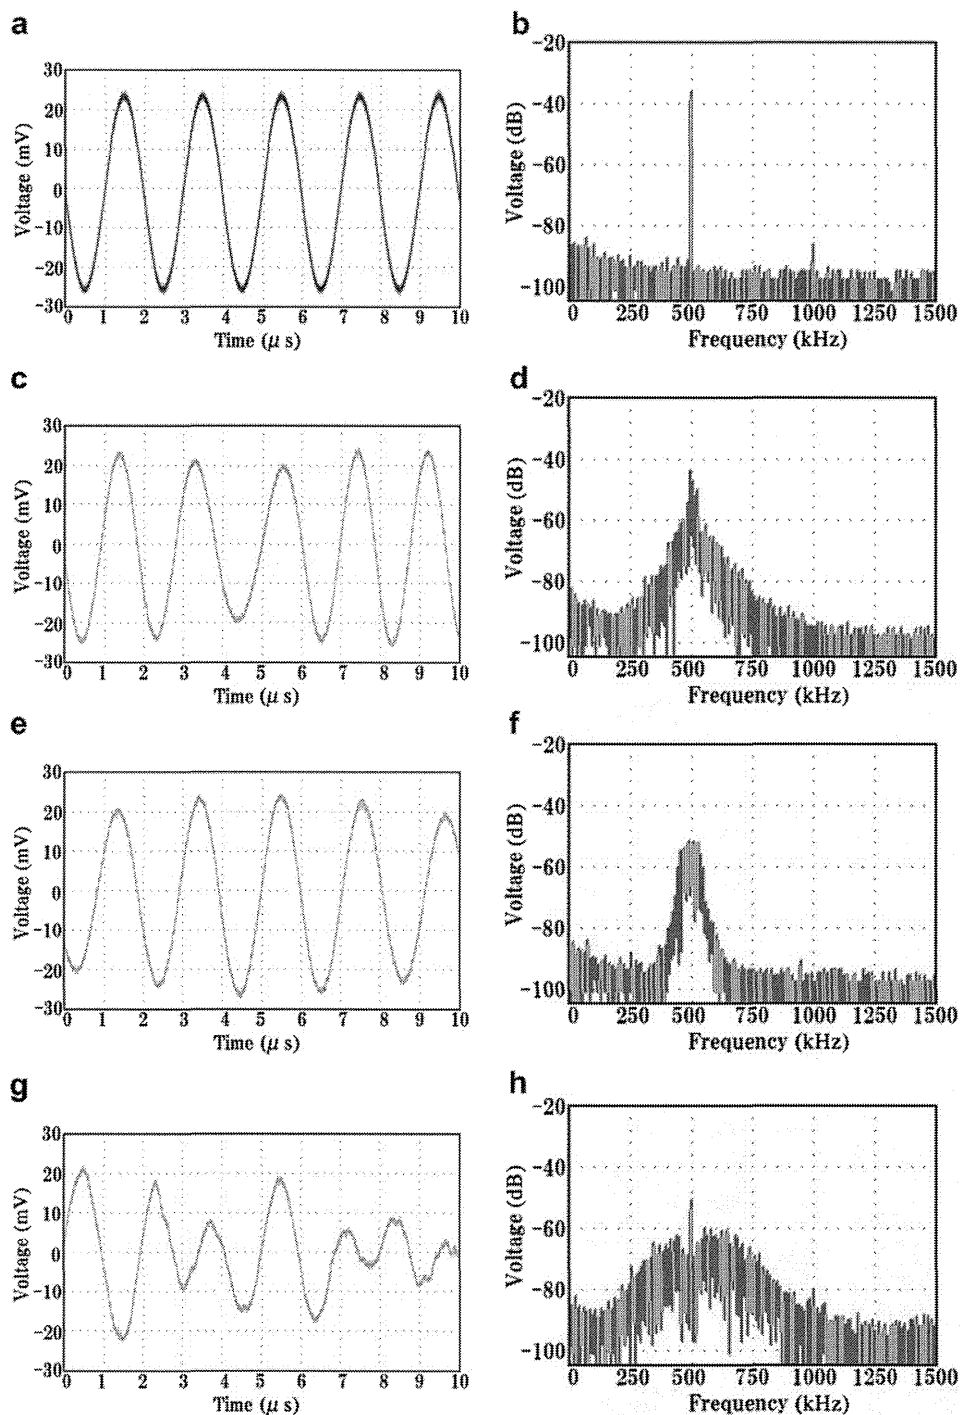 a
b
30
20
10
0
−10
−20
−30
Voltage (mV)
0 1 2 3 4 5 6 7 8 9 10
Time (μ s)
−20
−40
−60
−80
−100
Voltage (dB)
0 250 500 750 1000 1250 1500
Frequency (kHz)
c
d
30
20
10
0
−10
−20
−30
Voltage (mV)
0 1 2 3 4 5 6 7 8 9 10
Time (μ s)
−20
−40
−60
−80
−100
Voltage (dB)
0 250 500 750 1000 1250 1500
Frequency (kHz)
e
f
30
20
10
0
−10
−20
−30
Voltage (mV)
0 1 2 3 4 5 6 7 8 9 10
Time (μ s)
−20
−40
−60
−80
−100
Voltage (dB)
0 250 500 750 1000 1250 1500
Frequency (kHz)
g
h
30
20
10
0
−10
−20
−30
Voltage (mV)
0 1 2 3 4 5 6 7 8 9 10
Time (μ s)
−20
−40
−60
−80
−100
Voltage (dB)
0 250 500 750 1000 1250 1500
Frequency (kHz)